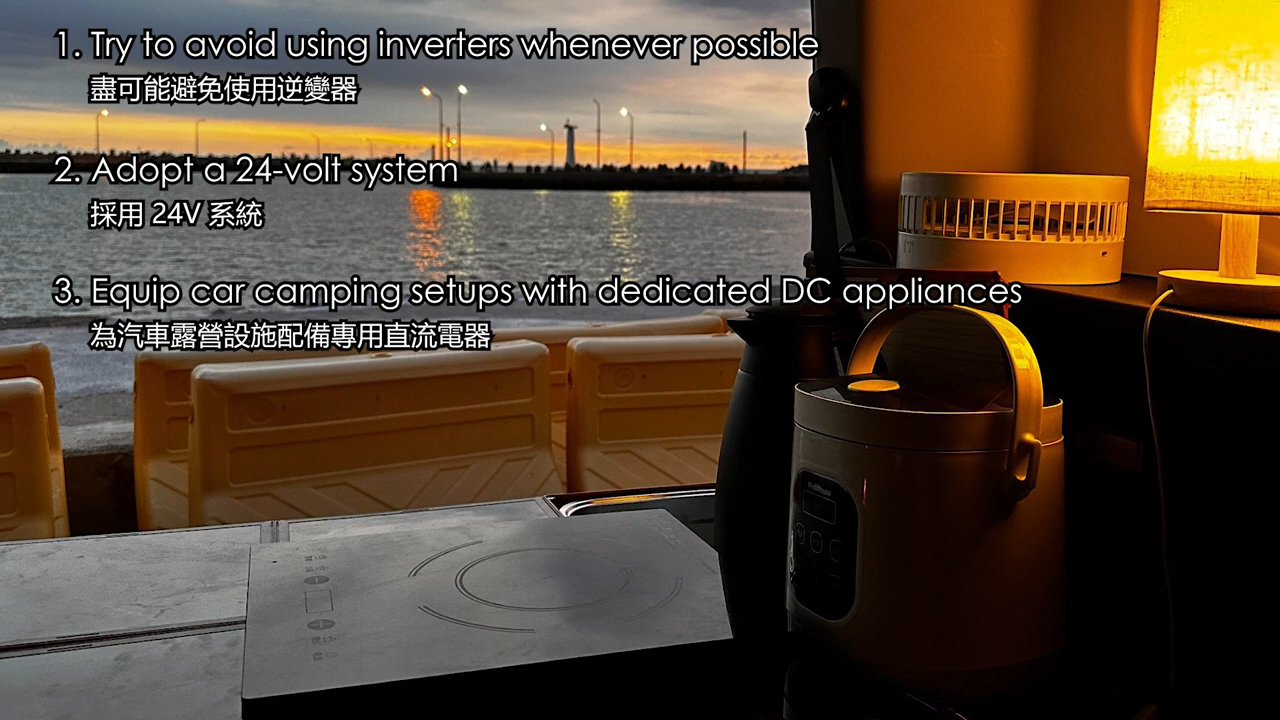 1. Try to avoid using inverters whenever possible
盡可能避免使用逆變器
2. Adopt a 24-volt system
採用 24V 系統
3. Equip car camping setups with dedicated DC appliances
為汽車露營設施配備專用直流電器